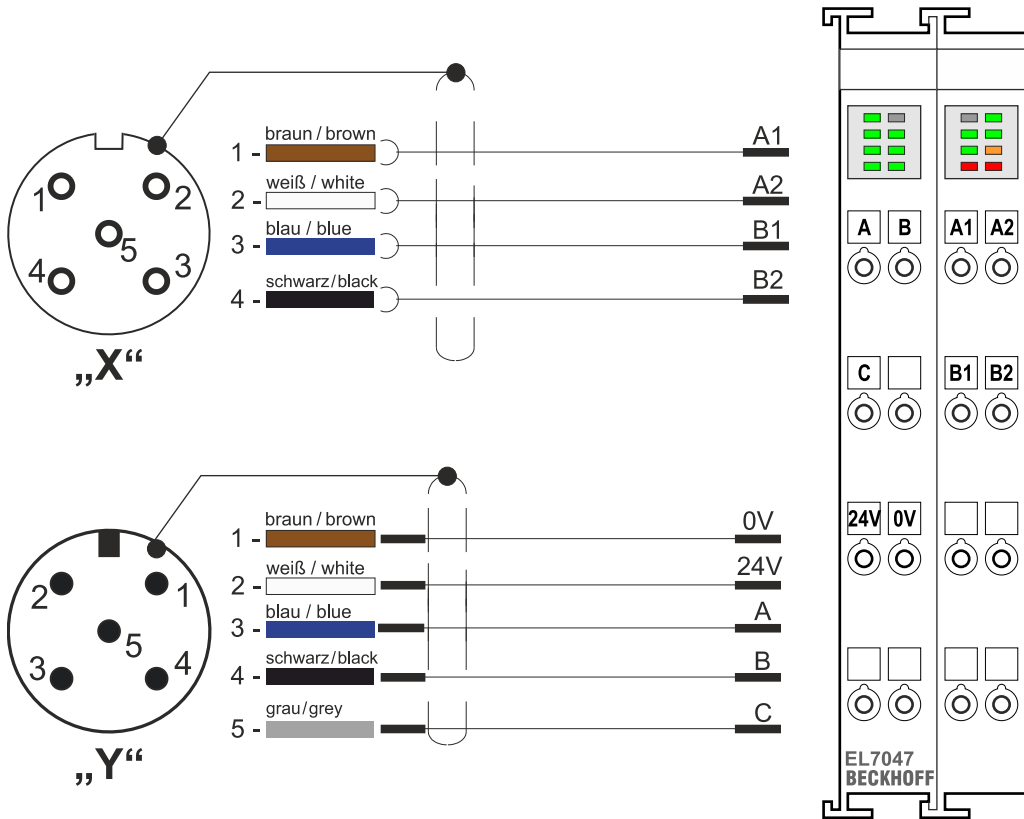 braun / brown
1 -
A1
weiß / white
2 -
A2
blau / blue
3 -
B1
schwarz/black
4 -
B2
1
2
5
4
3
„X“
braun / brown
1 -
0V
weiß / white
2 -
24V
blau / blue
3 -
A
schwarz/black
4 -
B
grau/grey
5 -
C
2
1
5
3
4
„Y“
A B A1 A2
C B1 B2
24V 0V
EL7047
BECKHOFF